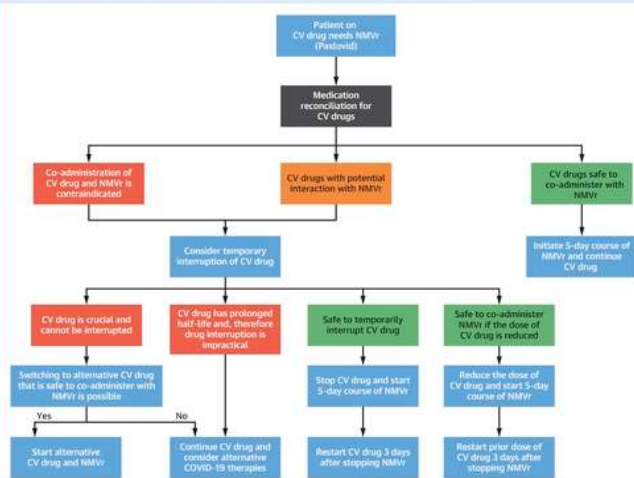 Patient on
CV drug needs NMVr
(Paxlovid)
Medication
reconciliation for
CV drugs
Co-administration of
CV drug and NMVr is
contraindicated
CV drugs with potential
interaction with NMVr
CV drugs safe to
co-administer with
NMVr
Consider temporary
interruption of CV drug
Initiate 5-day course of
NMVr and continue
CV drug
CV drug is crucial and
cannot be interrupted
CV drug has prolonged
half-life and, therefore
drug interruption is
impractical
Safe to temporarily
interrupt CV drug
Safe to co-administer
NMVr if the dose of
CV drug is reduced
Switching to alternative CV drug
that is safe to co-administer with
NMVr is possible
Stop CV drug and start
5-day course of NMVr
Reduce the dose of
CV drug and start 5-day
course of NMVr
Yes
No
Start alternative
CV drug and NMVr
Continue CV drug and
consider alternative
COVID-19 therapies
Restart CV drug 3 days
after stopping NMVr
Restart prior dose of
CV drug 3 days after
stopping NMVr